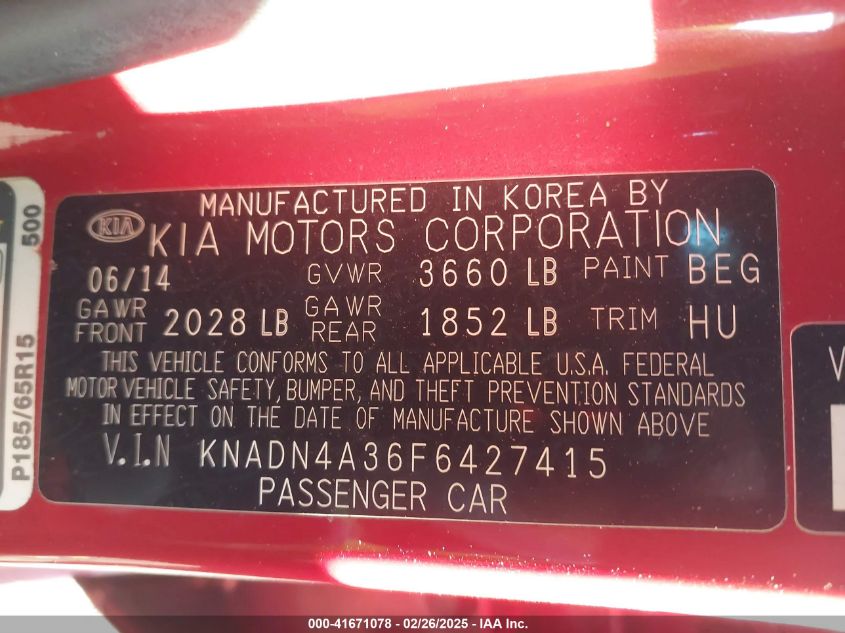 MANUFACTURED IN KOREA BY
KIA KIA MOTORS CORPORATION
06/14 GVWR 3660 LB PAINT BEG
GAWR FRONT 2028 LB GAWR REAR 1852 LB TRIM HU
THIS VEHICLE CONFORMS TO ALL APPLICABLE U.S.A. FEDERAL
MOTOR VEHICLE SAFETY, BUMPER, AND THEFT PREVENTION STANDARDS
IN EFFECT ON THE DATE OF MANUFACTURE SHOWN ABOVE
V.I.N KNADN4A36F6427415
PASSENGER CAR
P185/65R15 500
V
000-41671078 - 02/26/2025 - IAA Inc.